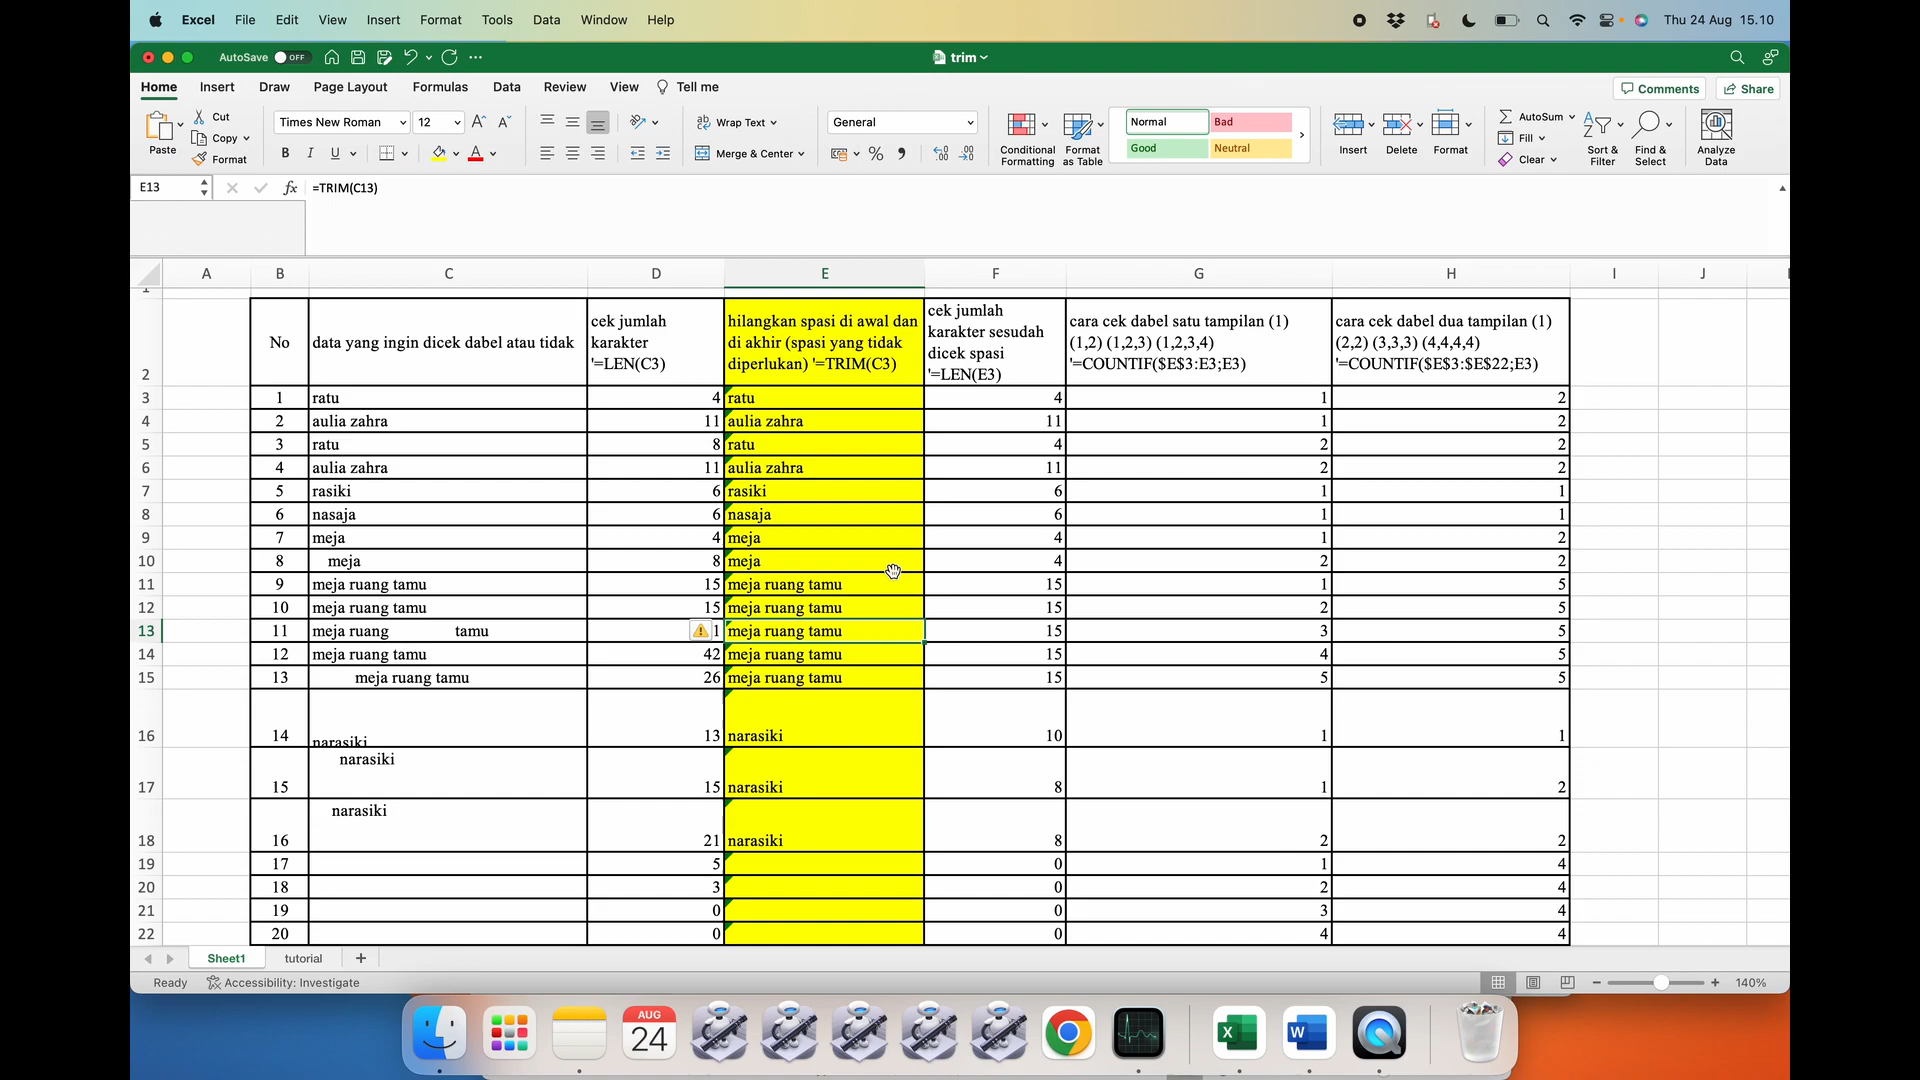 Excel File Edit View Insert Format Tools Data Window Help Thu 24 Aug 15.10
AutoSave OFF trim
Home Insert Draw Page Layout Formulas Data Review View Tell me Comments Share
Paste Cut Copy Format
Times New Roman 12
B I U
Wrap Text
Merge & Center
General
Conditional Formatting
Format as Table
Normal Bad
Good Neutral
Insert Delete Format
AutoSum
Fill
Clear
Sort & Filter
Find & Select
Analyze Data
E13 fx =TRIM(C13)
A B C D E F G H I J
1
2 No data yang ingin dicek dabel atau tidak
cek jumlah
karakter
'=LEN(C3)
hilangkan spasi di awal dan
di akhir (spasi yang tidak
diperlukan) '=TRIM(C3)
cek jumlah
karakter sesudah
dicek spasi
'=LEN(E3)
cara cek dabel satu tampilan (1)
(1,2) (1,2,3) (1,2,3,4)
'=COUNTIF($E$3:E3;E3)
cara cek dabel dua tampilan (1)
(2,2) (3,3,3) (4,4,4,4)
'=COUNTIF($E$3:$E$22;E3)
3 1 ratu 4 ratu 4 1 2
4 2 aulia zahra 11 aulia zahra 11 1 2
5 3 ratu 8 ratu 4 2 2
6 4 aulia zahra 11 aulia zahra 11 2 2
7 5 rasiki 6 rasiki 6 1 1
8 6 nasaja 6 nasaja 6 1 1
9 7 meja 4 meja 4 1 2
10 8 meja 8 meja 4 2 2
11 9 meja ruang tamu 15 meja ruang tamu 15 1 5
12 10 meja ruang tamu 15 meja ruang tamu 15 2 5
13 11 meja ruang tamu 1 meja ruang tamu 15 3 5
14 12 meja ruang tamu 42 meja ruang tamu 15 4 5
15 13 meja ruang tamu 26 meja ruang tamu 15 5 5
16 14 narasiki 13 narasiki 10 1 1
17 15 narasiki 15 narasiki 8 1 2
18 16 narasiki 21 narasiki 8 2 2
19 17 5 0 1 4
20 18 3 0 2 4
21 19 0 0 3 4
22 20 0 0 4 4
Sheet1 tutorial +
Ready Accessibility: Investigate 140%
AUG
24
X W